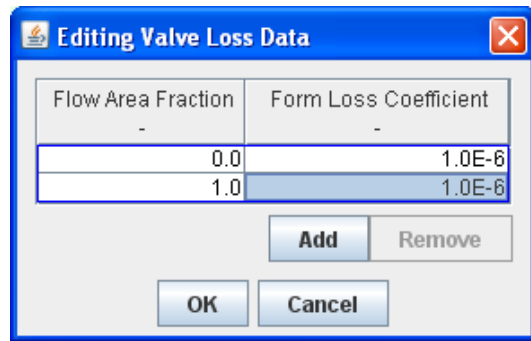 Editing Valve Loss Data
Flow Area Fraction Form Loss Coefficient
- -
0.0 1.0E-6
1.0 1.0E-6
Add Remove
OK Cancel